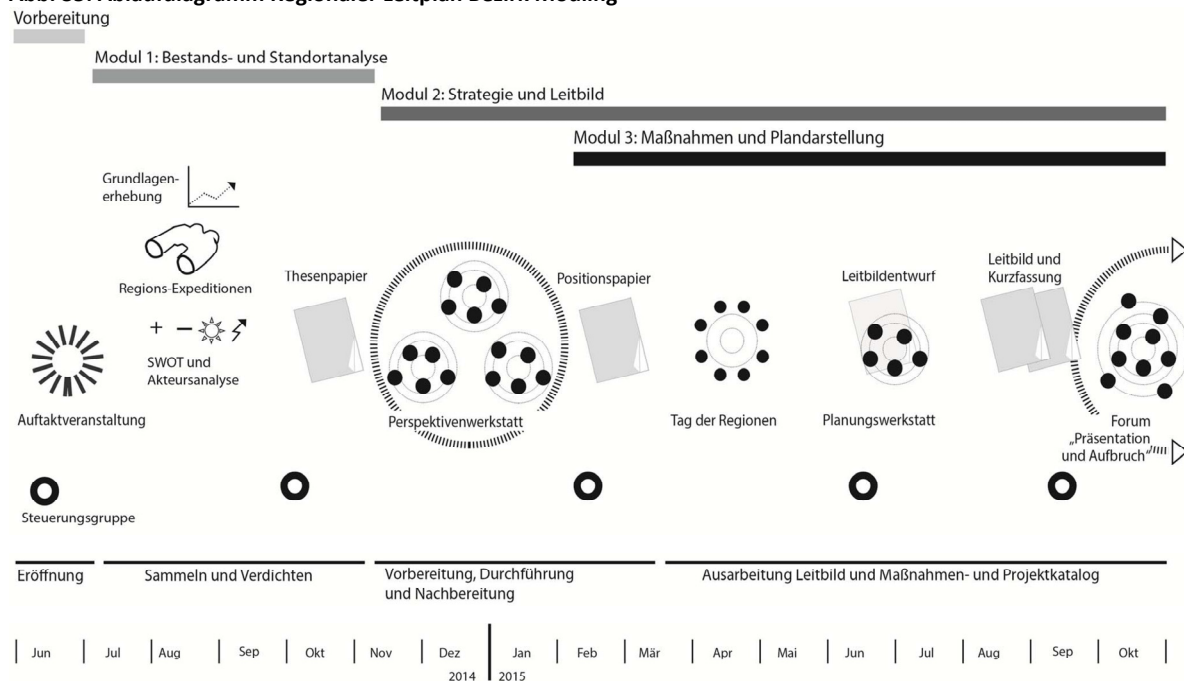 Vorbereitung
Modul 1: Bestands- und Standortanalyse
Modul 2: Strategie und Leitbild
Modul 3: Maßnahmen und Plandarstellung
Grundlagen-
erhebung
Regions-Expeditionen
SWOT und
Akteursanalyse
Auftaktveranstaltung
Thesenpapier
Perspektivenwerkstatt
Positionspapier
Tag der Regionen
Leitbildentwurf
Planungswerkstatt
Leitbild und
Kurzfassung
Forum
„Präsentation
und Aufbruch“
Steuerungsgruppe
Eröffnung
Sammeln und Verdichten
Vorbereitung, Durchführung
und Nachbereitung
Ausarbeitung Leitbild und Maßnahmen- und Projektkatalog
Jun Jul Aug Sep Okt Nov Dez Jan Feb Mär Apr Mai Jun Jul Aug Sep Okt
2014 2015